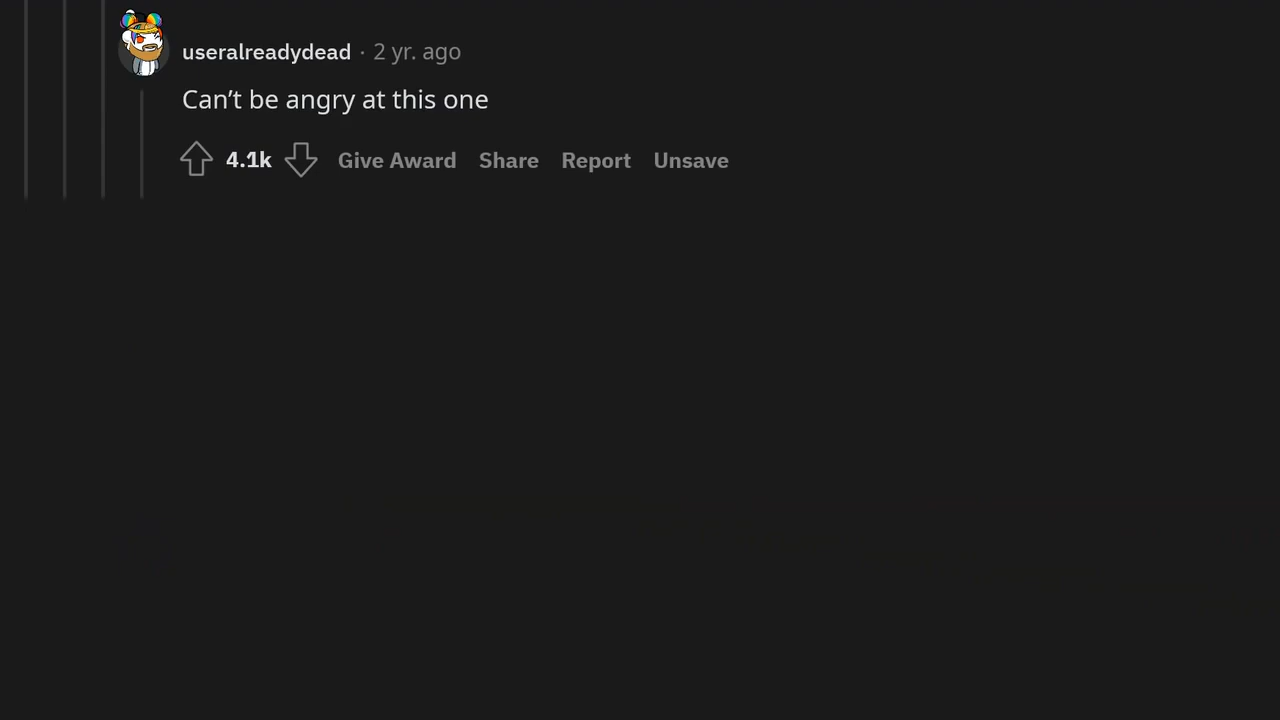 useralreadydead · 2 yr. ago
Can’t be angry at this one
4.1k Give Award Share Report Unsave